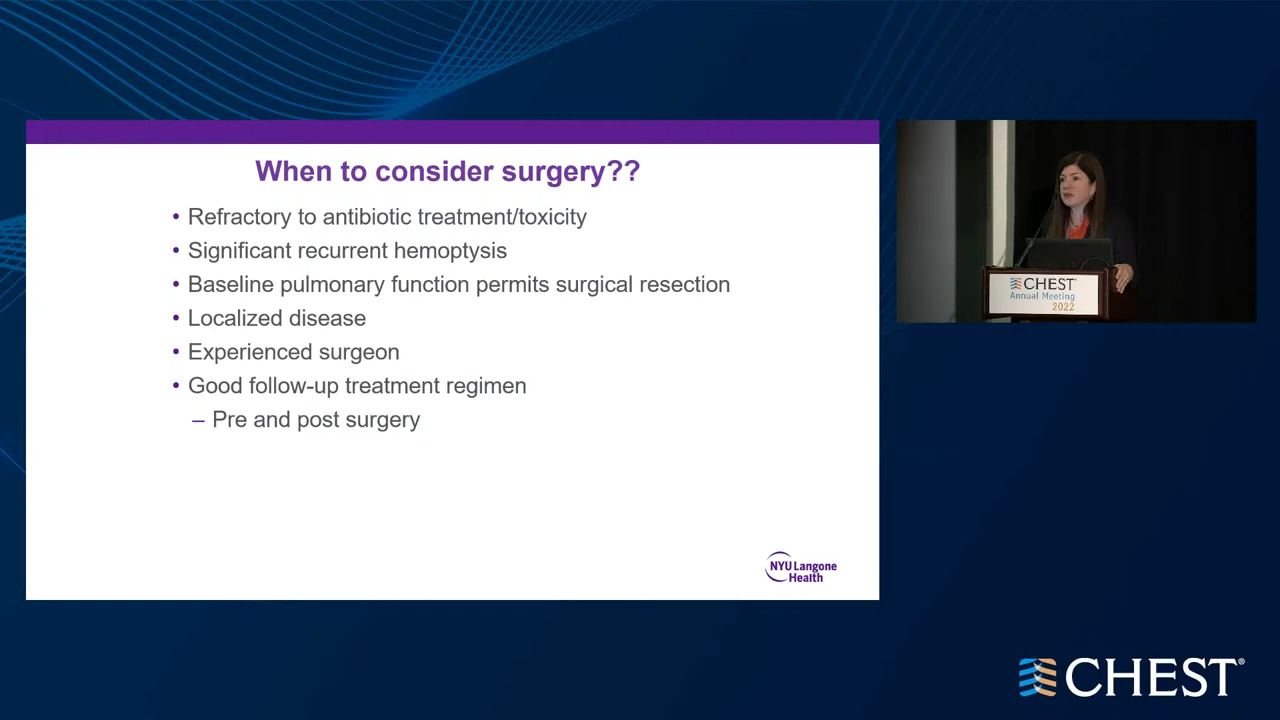 When to consider surgery??
• Refractory to antibiotic treatment/toxicity
• Significant recurrent hemoptysis
• Baseline pulmonary function permits surgical resection
• Localized disease
• Experienced surgeon
• Good follow-up treatment regimen
– Pre and post surgery
NYU Langone
Health
CHEST
Annual Meeting
2022
CHEST®